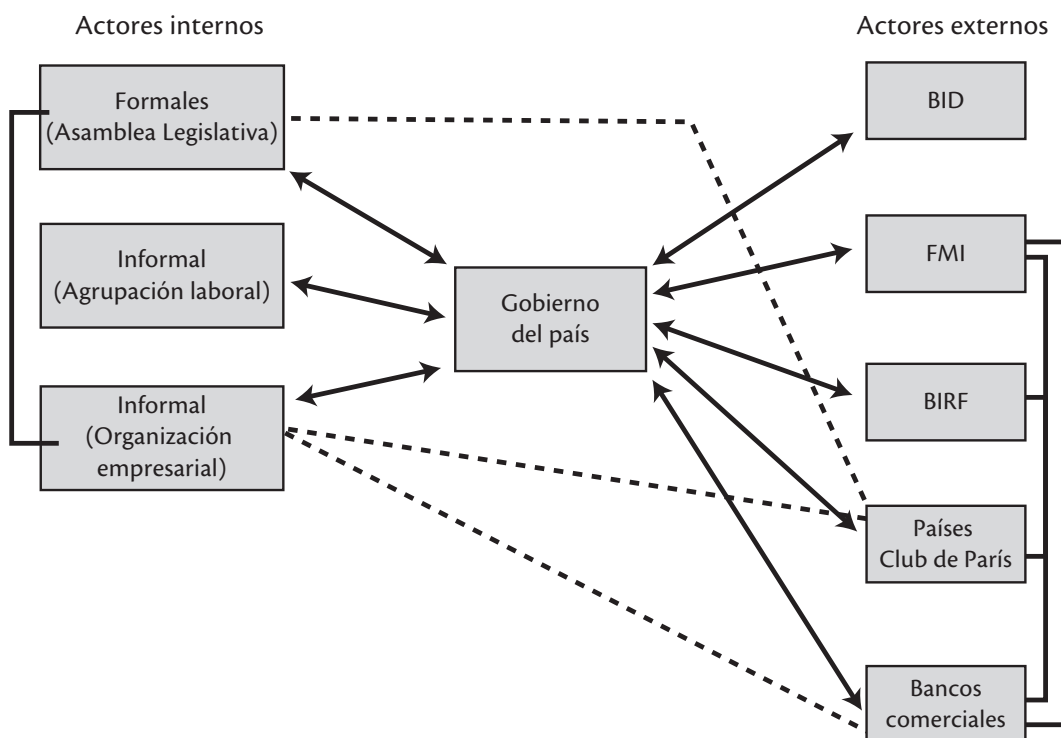 Actores internos
Actores externos
Formales
(Asamblea Legislativa)
Informal
(Agrupación laboral)
Informal
(Organización
empresarial)
Gobierno
del país
BID
FMI
BIRF
Países
Club de París
Bancos
comerciales